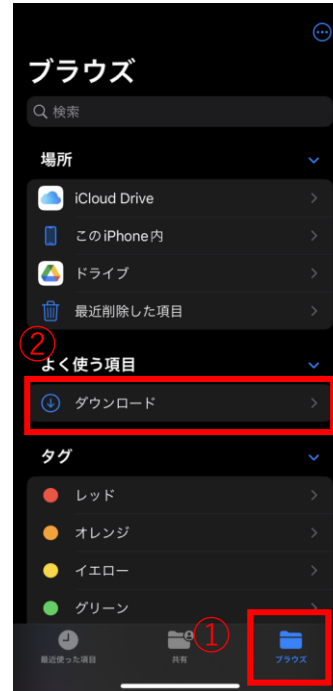 ブラウズ
検索
場所
iCloud Drive
このiPhone内
ドライブ
最近削除した項目
②
よく使う項目
ダウンロード
タグ
レッド
オレンジ
イエロー
グリーン
①
最近使った項目
共有
ブラウズ